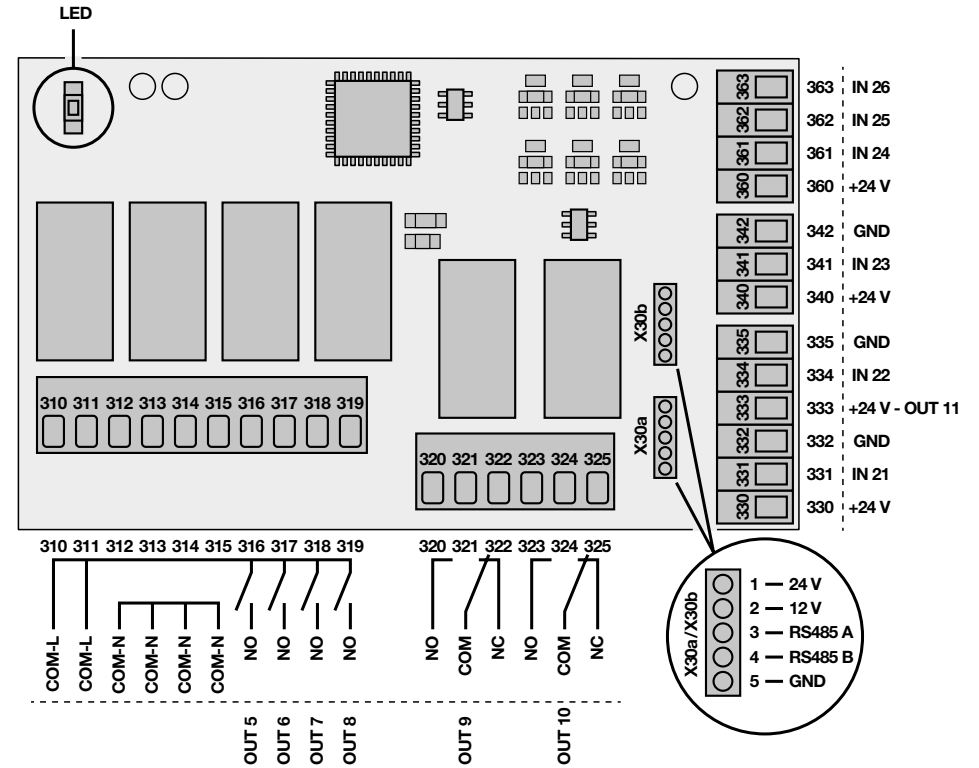 LED
363 363 IN 26
362 362 IN 25
361 361 IN 24
360 360 +24 V
342 342 GND
341 341 IN 23
340 340 +24 V
X30b
335 335 GND
334 334 IN 22
333 333 +24 V - OUT 11
332 332 GND
331 331 IN 21
330 330 +24 V
X30a
310 311 312 313 314 315 316 317 318 319
320 321 322 323 324 325
310 311 312 313 314 315 316 317 318 319 320 321 322 323 324 325
COM-L COM-L COM-N COM-N COM-N COM-N NO NO NO NO NO COM NC NO COM NC
OUT 5 OUT 6 OUT 7 OUT 8 OUT 9 OUT 10
X30a/X30b
1 — 24 V
2 — 12 V
3 — RS485 A
4 — RS485 B
5 — GND